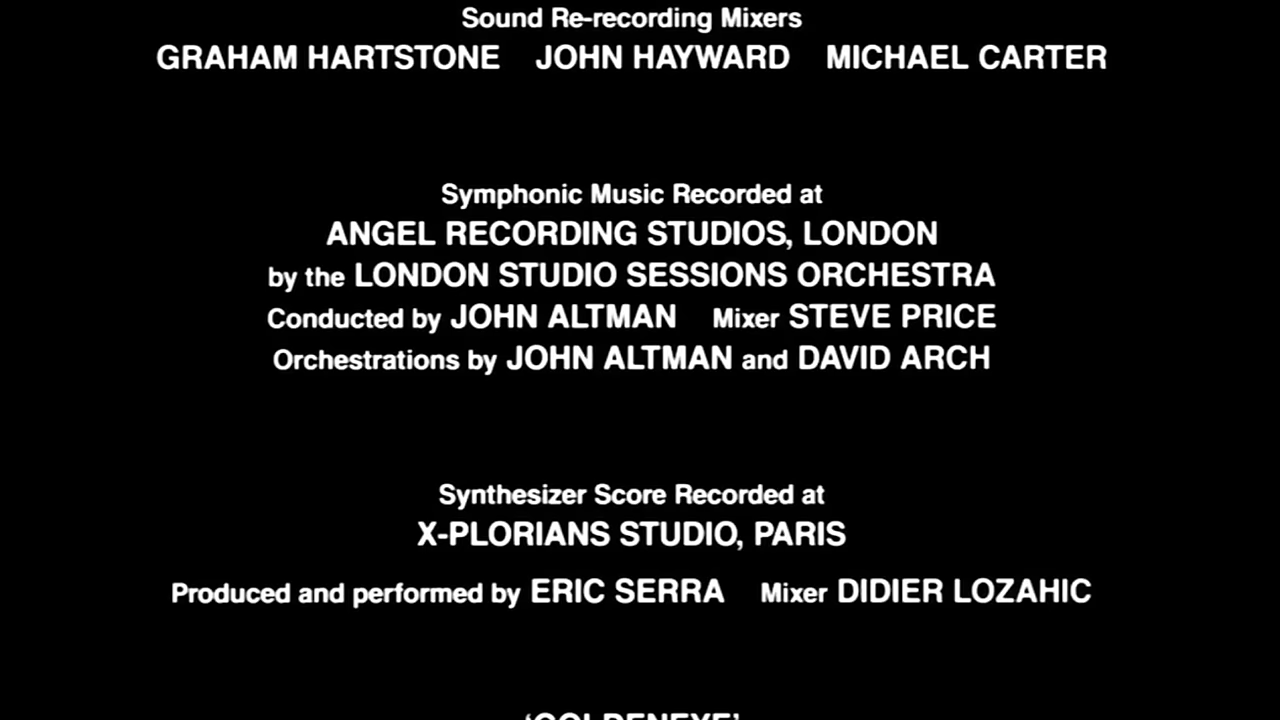 Sound Re-recording Mixers
GRAHAM HARTSTONE JOHN HAYWARD MICHAEL CARTER
Symphonic Music Recorded at
ANGEL RECORDING STUDIOS, LONDON
by the LONDON STUDIO SESSIONS ORCHESTRA
Conducted by JOHN ALTMAN Mixer STEVE PRICE
Orchestrations by JOHN ALTMAN and DAVID ARCH
Synthesizer Score Recorded at
X-PLORIANS STUDIO, PARIS
Produced and performed by ERIC SERRA Mixer DIDIER LOZAHIC
'GOLDENEYE'